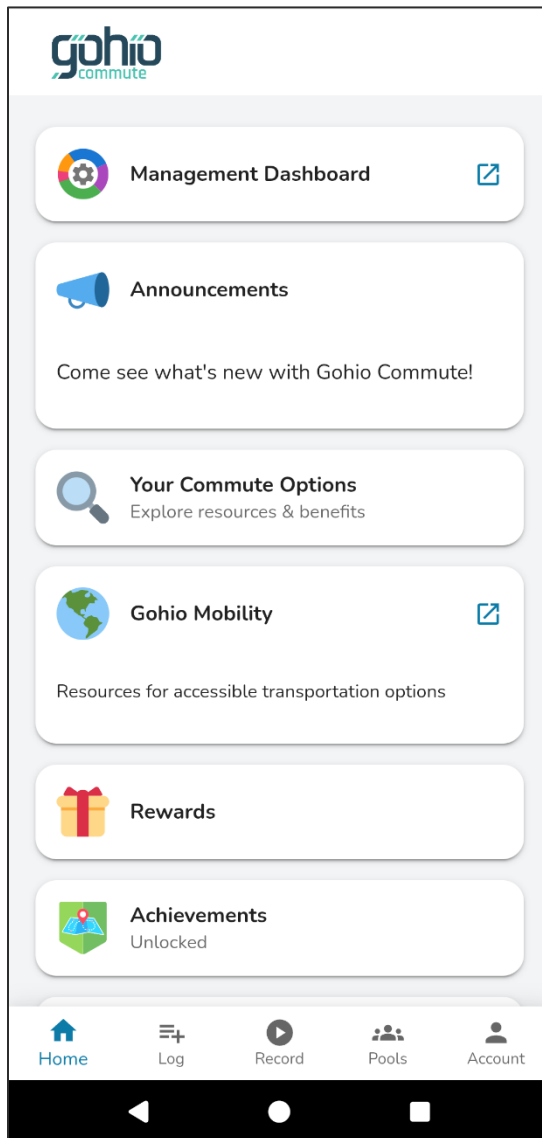 gohio
commute
Management Dashboard
Announcements
Come see what's new with Gohio Commute!
Your Commute Options
Explore resources & benefits
Gohio Mobility
Resources for accessible transportation options
Rewards
Achievements
Unlocked
Home
Log
Record
Pools
Account